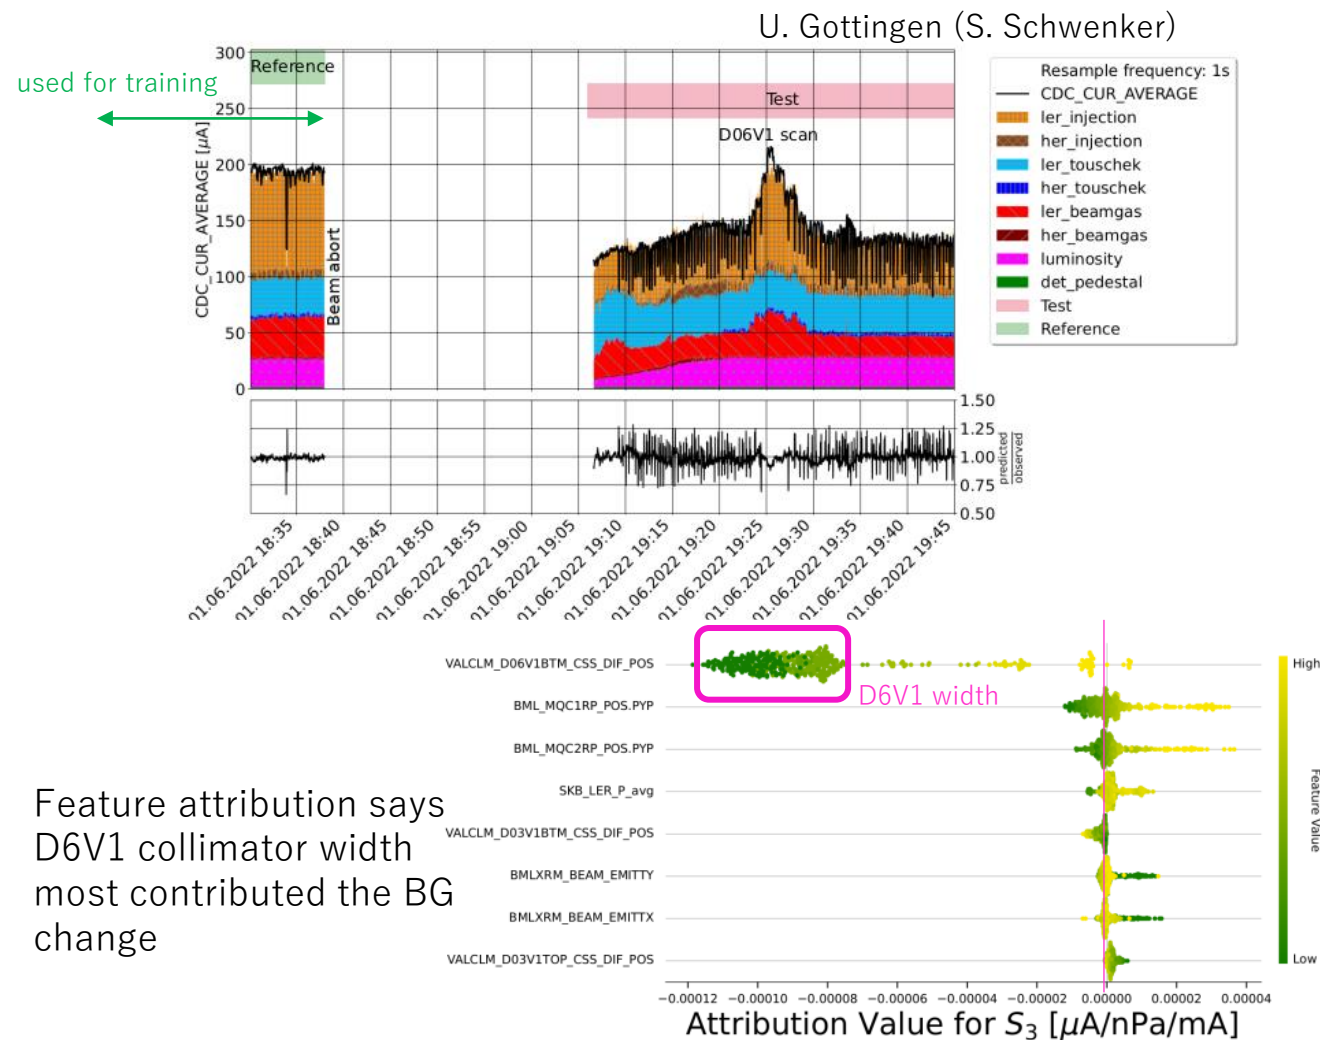 U. Gottingen (S. Schwenker)
used for training
Reference
Test
D06V1 scan
Beam abort
CDC_CUR_AVERAGE [μA]
300
250
200
150
100
50
0
Resample frequency: 1s
CDC_CUR_AVERAGE
ler_injection
her_injection
ler_touschek
her_touschek
ler_beamgas
her_beamgas
luminosity
det_pedestal
Test
Reference
1.50
1.25
1.00
0.75
0.50
predicted
observed
01.06.2022 18:35
01.06.2022 18:40
01.06.2022 18:45
01.06.2022 18:50
01.06.2022 18:55
01.06.2022 19:00
01.06.2022 19:05
01.06.2022 19:10
01.06.2022 19:15
01.06.2022 19:20
01.06.2022 19:25
01.06.2022 19:30
01.06.2022 19:35
01.06.2022 19:40
01.06.2022 19:45
VALCLM_D06V1BTM_CSS_DIF_POS
BML_MQC1RP_POS.PYP
BML_MQC2RP_POS.PYP
SKB_LER_P_avg
VALCLM_D03V1BTM_CSS_DIF_POS
BMLXRM_BEAM_EMITTY
BMLXRM_BEAM_EMITTX
VALCLM_D03V1TOP_CSS_DIF_POS
D6V1 width
High
Feature Value
Low
−0.00012 −0.00010 −0.00008 −0.00006 −0.00004 −0.00002 0.00000 0.00002 0.00004
Attribution Value for S₃ [μA/nPa/mA]
Feature attribution says
D6V1 collimator width
most contributed the BG
change